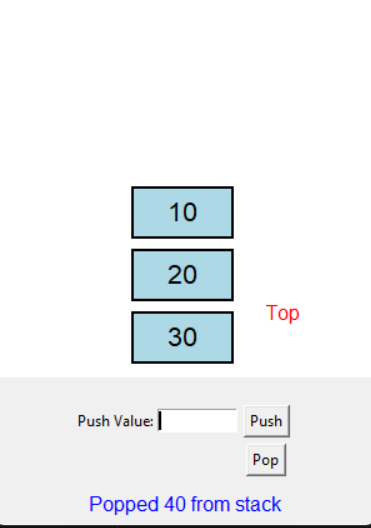 10
20
Top
30
Push Value: Push
Pop
Popped 40 from stack